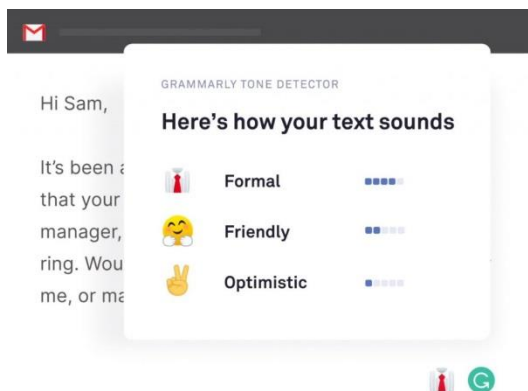 GRAMMARLY TONE DETECTOR
Here's how your text sounds
Formal
Friendly
Optimistic
Hi Sam,
It's been
that your
manager,
ring. Wou
me, or ma